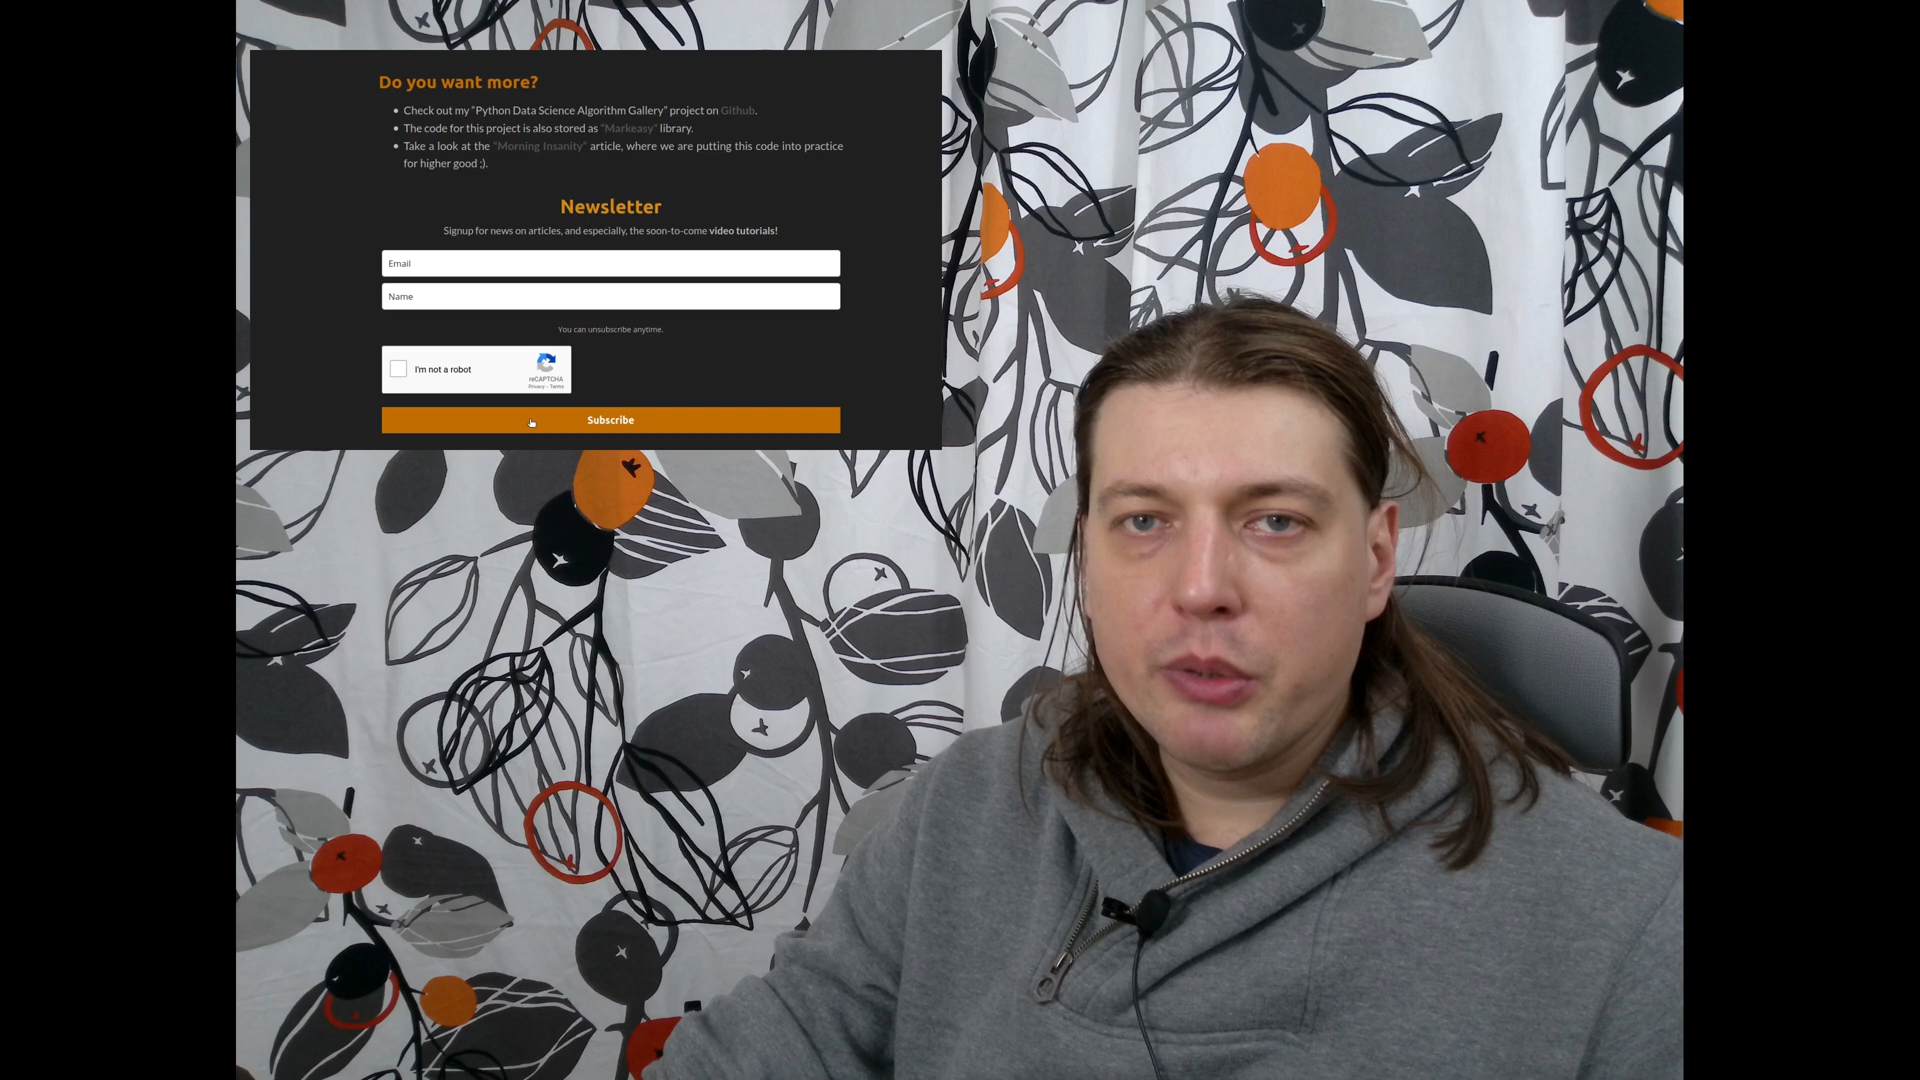 Do you want more?
Check out my “Python Data Science Algorithm Gallery” project on Github.
The code for this project is also stored as “Markeasy” library.
Take a look at the “Morning Insanity” article, where we are putting this code into practice
for higher good ;).
Newsletter
Signup for news on articles, and especially, the soon-to-come video tutorials!
Email
Name
You can unsubscribe anytime.
I'm not a robot
reCAPTCHA
Privacy - Terms
Subscribe